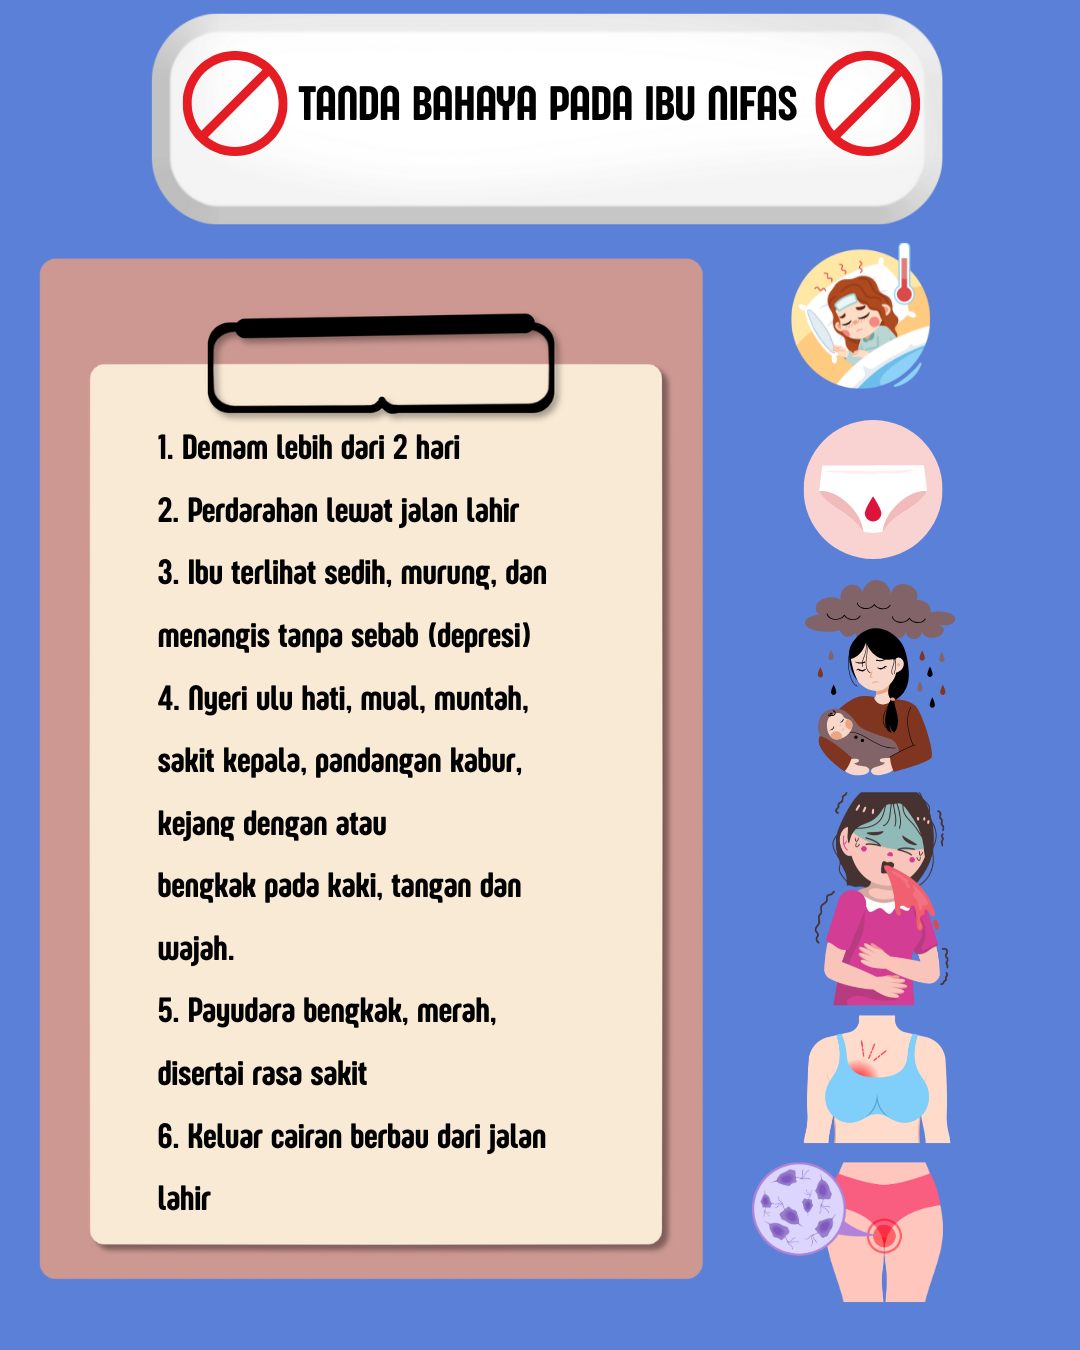 TANDA BAHAYA PADA IBU NIFAS
1. Demam lebih dari 2 hari
2. Perdarahan lewat jalan lahir
3. Ibu terlihat sedih, murung, dan
menangis tanpa sebab (depresi)
4. Nyeri ulu hati, mual, muntah,
sakit kepala, pandangan kabur,
kejang dengan atau
bengkak pada kaki, tangan dan
wajah.
5. Payudara bengkak, merah,
disertai rasa sakit
6. Keluar cairan berbau dari jalan
lahir